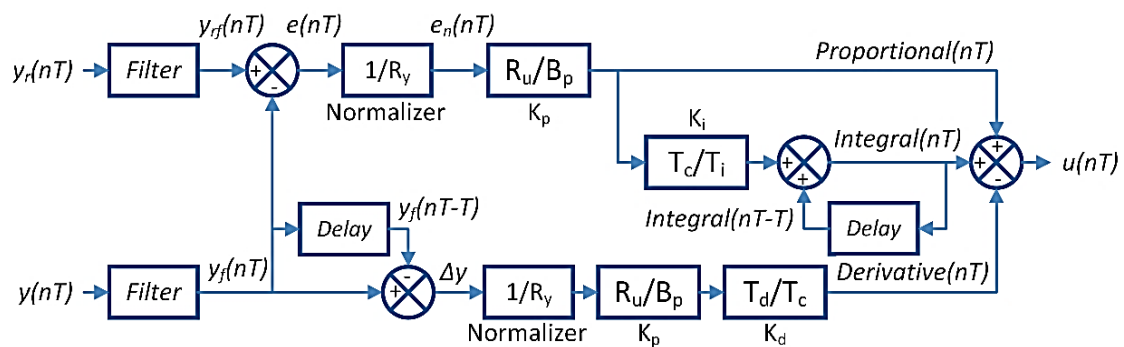 y_rf(nT) e(nT) e_n(nT)
Proportional(nT)
y_r(nT) Filter + - 1/R_y R_u/B_p
Normalizer K_p
K_i
Integral(nT)
T_c/T_i + + + + - u(nT)
Integral(nT-T) Delay
Delay y_f(nT-T)
y_f(nT) - Δy Derivative(nT)
y(nT) Filter + 1/R_y R_u/B_p T_d/T_c
Normalizer K_p K_d